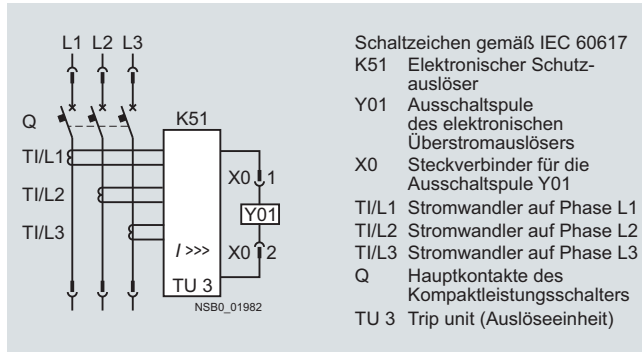 L1 L2 L3
Q
K51
TI/L1
TI/L2
TI/L3
X0 1
Y01
X0 2
I >>>
TU 3
NSB0_01982
Schaltzeichen gemäß IEC 60617
K51 Elektronischer Schutz-
auslöser
Y01 Ausschaltspule
des elektronischen
Überstromauslösers
X0 Steckverbinder für die
Ausschaltspule Y01
TI/L1 Stromwandler auf Phase L1
TI/L2 Stromwandler auf Phase L2
TI/L3 Stromwandler auf Phase L3
Q Hauptkontakte des
Kompaktleistungsschalters
TU 3 Trip unit (Auslöseeinheit)